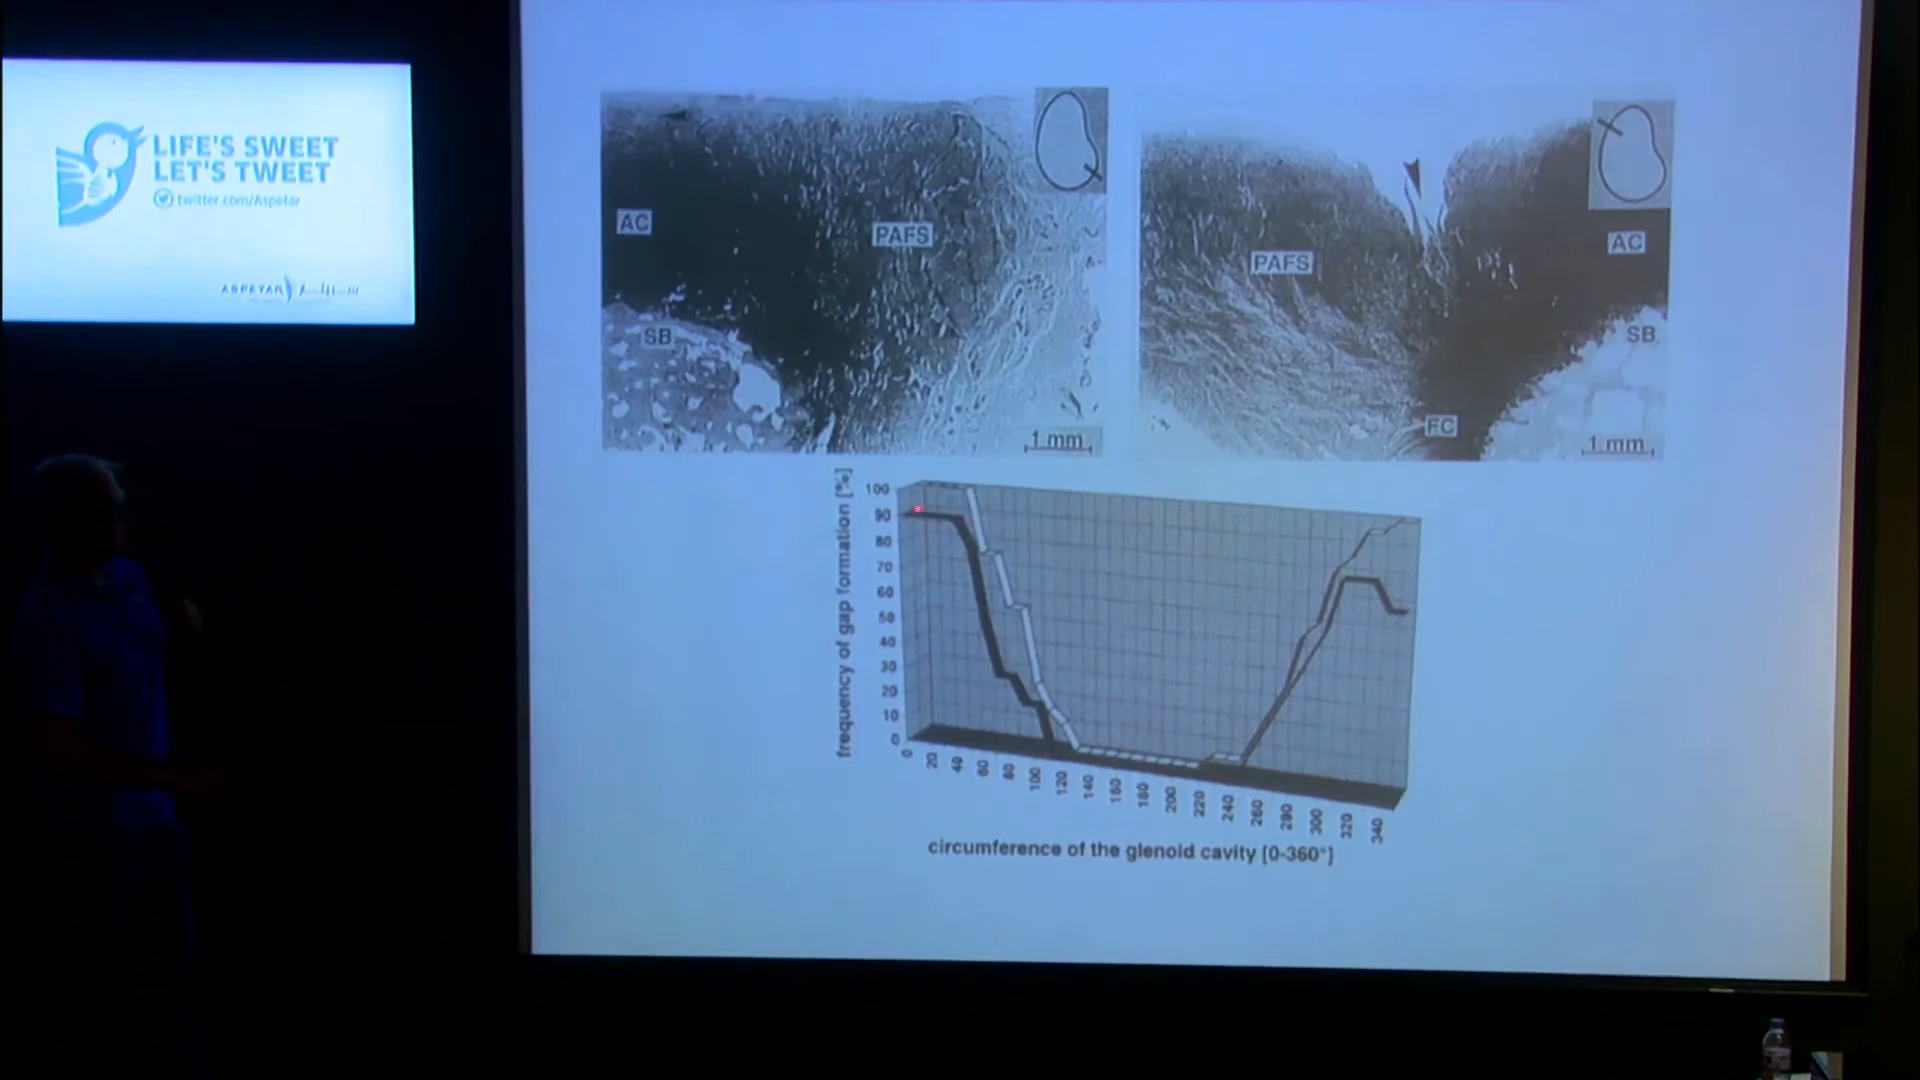 LIFE'S SWEET
LET'S TWEET
twitter.com/Aspetar
ASPETAR
AC
PAFS
SB
1 mm
PAFS
AC
SB
FC
1 mm
frequency of gap formation [%]
100
90
80
70
60
50
40
30
20
10
0
0 20 40 60 80 100 120 140 160 180 200 220 240 260 280 300 320 340
circumference of the glenoid cavity [0-360°]